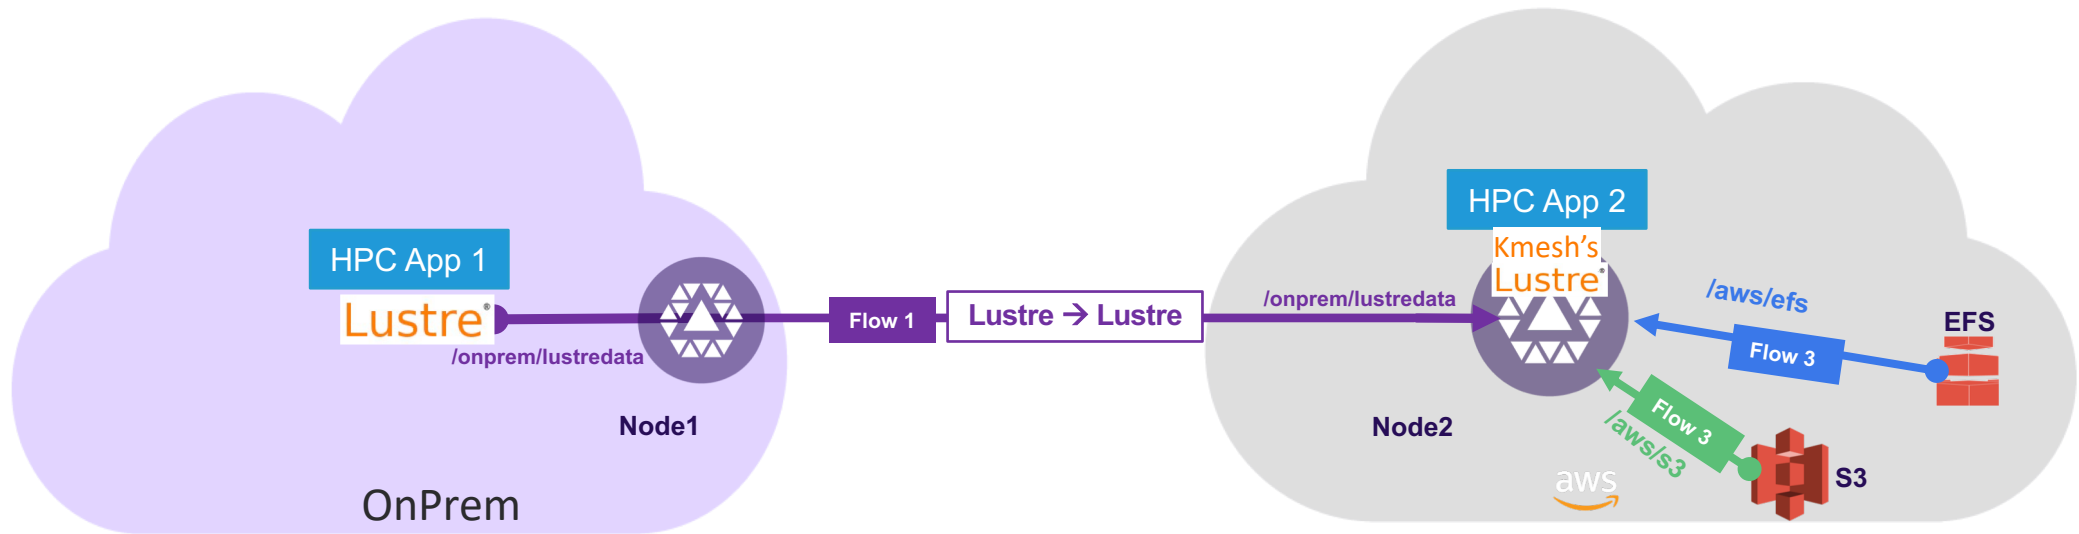 HPC App 1
Lustre®
/onprem/lustredata
Node1
OnPrem
Flow 1
Lustre → Lustre
/onprem/lustredata
HPC App 2
Kmesh's
Lustre®
Node2
/aws/efs
Flow 3
EFS
Flow 3
/aws/s3
S3
aws